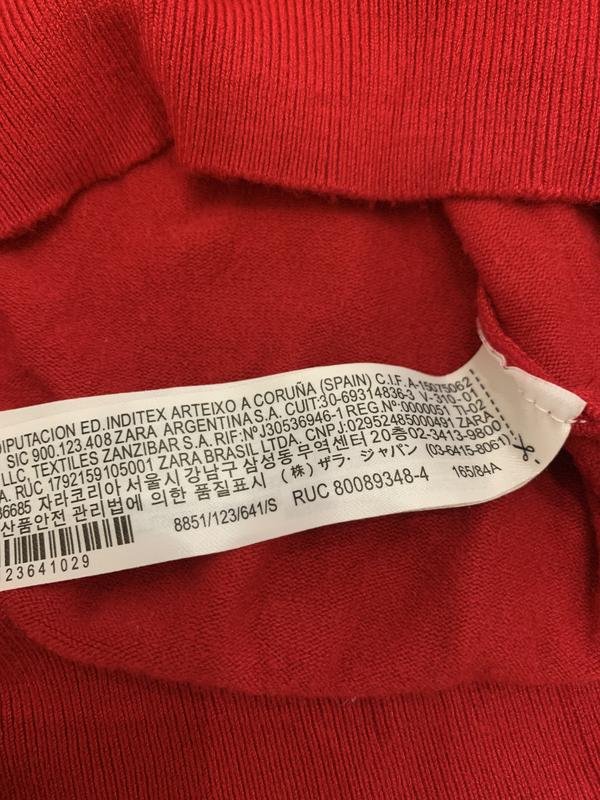 DIPUTACION ED.INDITEX ARTEIXO A CORUÑA (SPAIN) C.I.F. A-15075062
SIC 900.123.408 ZARA ARGENTINA S.A. CUIT:30-69314836-3 V-310-01
LLC, TEXTILES ZANZIBAR S.A. RIF:NºJ30536946-1 REG.Nº:0000051 TI-02
A. RUC 1792159105001 ZARA BRASIL LTDA. CNPJ:02952485000491 ZARA
86685 자라코리아 서울시 강남구 삼성동 무역센터 20층 02-3413-9800
산품안전 관리법에 의한 품질표시 (株) ザラ・ジャパン (03-6415-8061)
8851/123/641/S RUC 80089348-4 165/84A
23641029